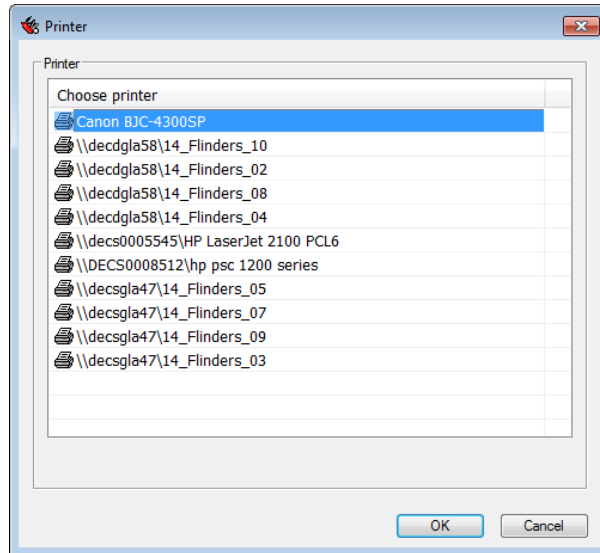 Printer
Printer
Choose printer
Canon BJC-4300SP
\\decdgla58\14_Flinders_10
\\decdgla58\14_Flinders_02
\\decdgla58\14_Flinders_08
\\decdgla58\14_Flinders_04
\\decs0005545\HP LaserJet 2100 PCL6
\\DECS0008512\hp psc 1200 series
\\decsgla47\14_Flinders_05
\\decsgla47\14_Flinders_07
\\decsgla47\14_Flinders_09
\\decsgla47\14_Flinders_03
OK Cancel